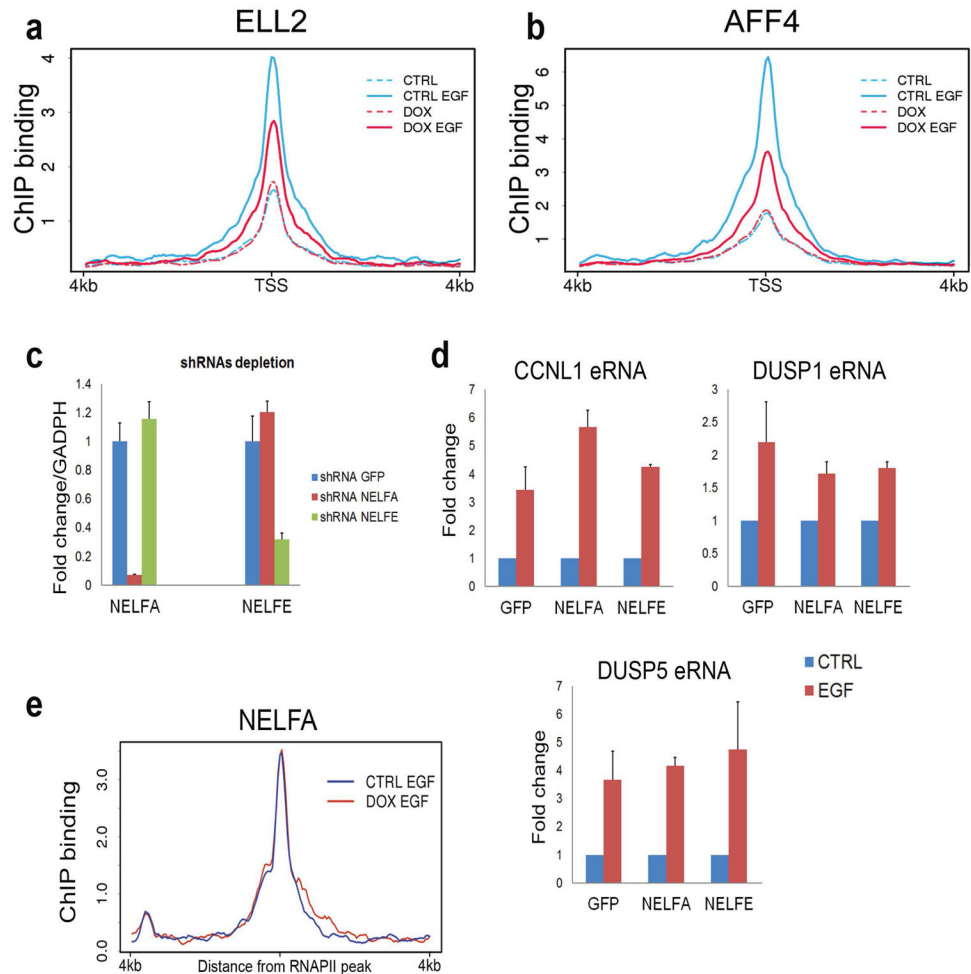 a
ELL2
ChIP binding
4
3
2
1
CTRL
CTRL EGF
DOX
DOX EGF
4kb
TSS
4kb
b
AFF4
ChIP binding
6
5
4
3
2
1
CTRL
CTRL EGF
DOX
DOX EGF
4kb
TSS
4kb
c
shRNAs depletion
Fold change/GADPH
1.4
1.2
1
0.8
0.6
0.4
0.2
0
shRNA GFP
shRNA NELFA
shRNA NELFE
NELFA
NELFE
d
CCNL1 eRNA
Fold change
7
6
5
4
3
2
1
0
GFP
NELFA
NELFE
DUSP1 eRNA
3
2.5
2
1.5
1
0.5
0
GFP
NELFA
NELFE
DUSP5 eRNA
Fold change
7
6
5
4
3
2
1
0
GFP
NELFA
NELFE
CTRL
EGF
e
NELFA
ChIP binding
3.0
2.0
1.0
0.0
CTRL EGF
DOX EGF
4kb
Distance from RNAPII peak
4kb